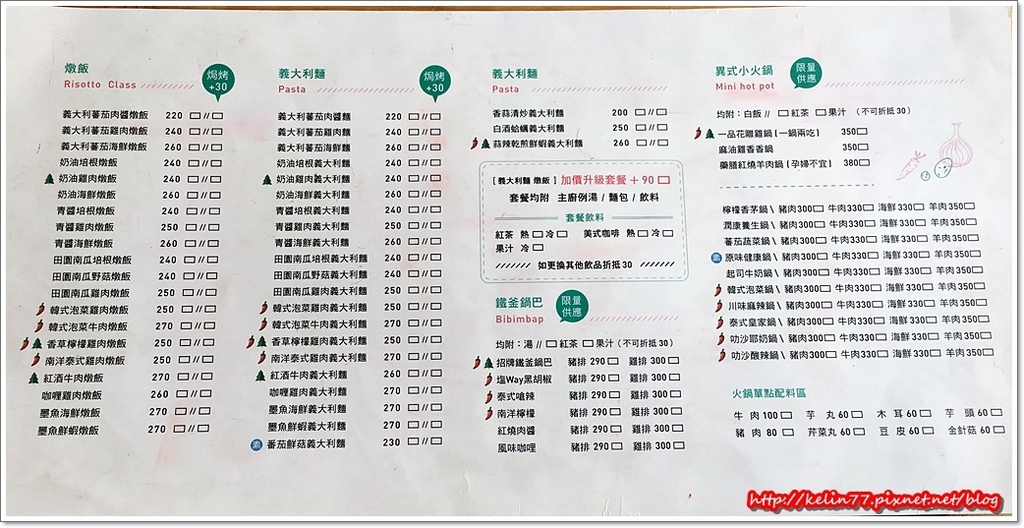 燉飯
Risotto Class
焗烤
+30
義大利蕃茄肉醬燉飯 220 □//□
義大利蕃茄雞肉燉飯 240 □//□
義大利蕃茄海鮮燉飯 260 □//□
奶油培根燉飯 240 □//□
奶油雞肉燉飯 240 □//□
奶油海鮮燉飯 260 □//□
青醬培根燉飯 240 □//□
青醬雞肉燉飯 250 □//□
青醬海鮮燉飯 260 □//□
田園南瓜培根燉飯 240 □//□
田園南瓜野菇燉飯 240 □//□
田園南瓜雞肉燉飯 250 □//□
韓式泡菜雞肉燉飯 250 □//□
韓式泡菜牛肉燉飯 270 □//□
香草檸檬雞肉燉飯 250 □//□
南洋泰式雞肉燉飯 250 □//□
紅酒牛肉燉飯 270 □//□
咖哩雞肉燉飯 260 □//□
墨魚海鮮燉飯 270 □//□
墨魚鮮蝦燉飯 270 □//□
義大利麵
Pasta
焗烤
+30
義大利蕃茄肉醬麵 220 □//□
義大利蕃茄雞肉麵 240 □//□
義大利蕃茄海鮮麵 260 □//□
奶油培根義大利麵 240 □//□
奶油雞肉義大利麵 240 □//□
奶油海鮮義大利麵 260 □//□
青醬培根義大利麵 240 □//□
青醬雞肉義大利麵 250 □//□
青醬海鮮義大利麵 260 □//□
田園南瓜培根義大利麵 240 □//□
田園南瓜野菇義大利麵 240 □//□
田園南瓜雞肉義大利麵 250 □//□
韓式泡菜雞肉義大利麵 250 □//□
韓式泡菜牛肉義大利麵 270 □//□
香草檸檬雞肉義大利麵 250 □//□
南洋泰式雞肉義大利麵 270 □//□
紅酒牛肉義大利麵 260 □//□
咖哩雞肉義大利麵 270 □//□
墨魚海鮮義大利麵 270 □//□
墨魚鮮蝦義大利麵 270 □//□
素 番茄鮮菇義大利麵 230 □//□
義大利麵
Pasta
香蒜清炒義大利麵 200 □//□
白酒蛤蠣義大利麵 250 □//□
蒜辣乾煎鮮蝦義大利麵 260 □//□
[ 義大利麵 燉飯 ] 加價升級套餐 + 90 □
套餐均附 主廚例湯 / 麵包 / 飲料
套餐飲料
紅茶 熱□冷□ 美式咖啡 熱□冷□
果汁 冷□
如更換其他飲品折抵30
鐵釜鍋巴
Bibimbap
限量
供應
均附：湯 // □紅茶 □果汁 (不可折抵30)
招牌鐵釜鍋巴 豬排 290□ 雞排 300□
塩Way黑胡椒 豬排 290□ 雞排 300□
泰式嗆辣 豬排 290□ 雞排 300□
南洋檸檬 豬排 290□ 雞排 300□
紅燒肉醬 豬排 290□ 雞排 300□
風味咖哩 豬排 290□ 雞排 300□
異式小火鍋
Mini hot pot
限量
供應
均附：白飯 // □紅茶 □果汁 (不可折抵30)
一品花雕雞鍋 (一鍋兩吃) 350□
麻油雞香香鍋 350□
藥膳紅燒羊肉鍋 (孕婦不宜) 380□
檸檬香茅鍋 \ 豬肉300□ 牛肉330□ 海鮮330□ 羊肉350□
潤康養生鍋 \ 豬肉300□ 牛肉330□ 海鮮330□ 羊肉350□
蕃茄蔬菜鍋 \ 豬肉300□ 牛肉330□ 海鮮330□ 羊肉350□
素 原味健康鍋 \ 豬肉300□ 牛肉330□ 海鮮330□ 羊肉350□
起司牛奶鍋 \ 豬肉300□ 牛肉330□ 海鮮330□ 羊肉350□
韓式泡菜鍋 \ 豬肉300□ 牛肉330□ 海鮮330□ 羊肉350□
川味麻辣鍋 \ 豬肉300□ 牛肉330□ 海鮮330□ 羊肉350□
泰式皇家鍋 \ 豬肉300□ 牛肉330□ 海鮮330□ 羊肉350□
叻沙耶奶鍋 \ 豬肉300□ 牛肉330□ 海鮮330□ 羊肉350□
叻沙酸辣鍋 \ 豬肉300□ 牛肉330□ 海鮮330□ 羊肉350□
火鍋單點配料區
牛 肉 100□ 芋 丸 60□ 木 耳 60□ 芋 頭 60□
豬 肉 80□ 芹菜丸 60□ 豆 皮 60□ 金針菇 60□
http://kelin77.pixnet.net/blog